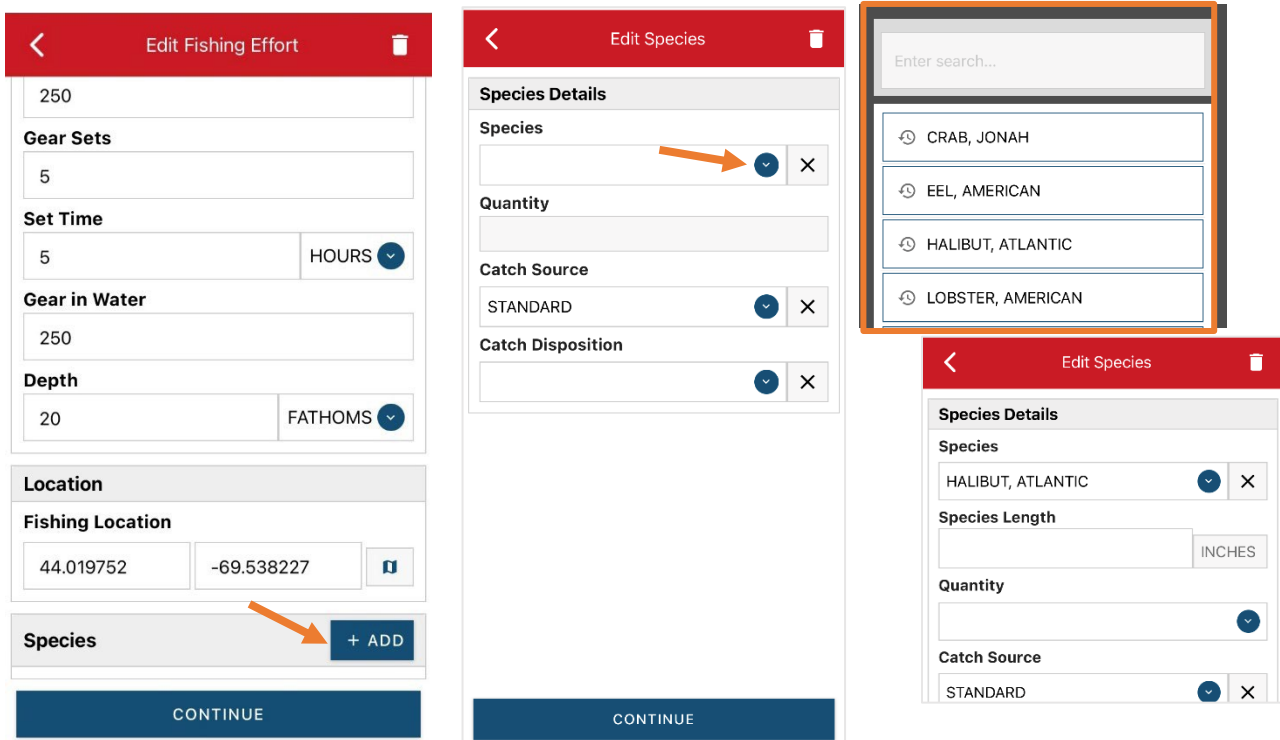 Edit Fishing Effort
250
Gear Sets
5
Set Time
5 HOURS
Gear in Water
250
Depth
20 FATHOMS
Location
Fishing Location
44.019752 -69.538227
Species + ADD
CONTINUE
Edit Species
Species Details
Species
Quantity
Catch Source
STANDARD
Catch Disposition
CONTINUE
Enter search...
CRAB, JONAH
EEL, AMERICAN
HALIBUT, ATLANTIC
LOBSTER, AMERICAN
Edit Species
Species Details
Species
HALIBUT, ATLANTIC
Species Length
INCHES
Quantity
Catch Source
STANDARD